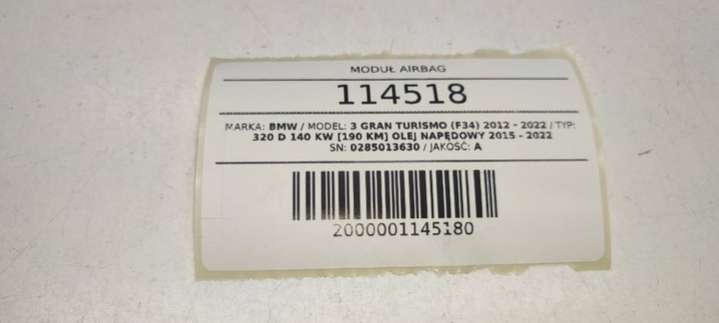 MODUŁ AIRBAG
114518
MARKA: BMW / MODEL: 3 GRAN TURISMO (F34) 2012 - 2022 / TYP:
320 D 140 KW [190 KM] OLEJ NAPĘDOWY 2015 - 2022
SN: 0285013630 / JAKOŚĆ: A
2000001145180